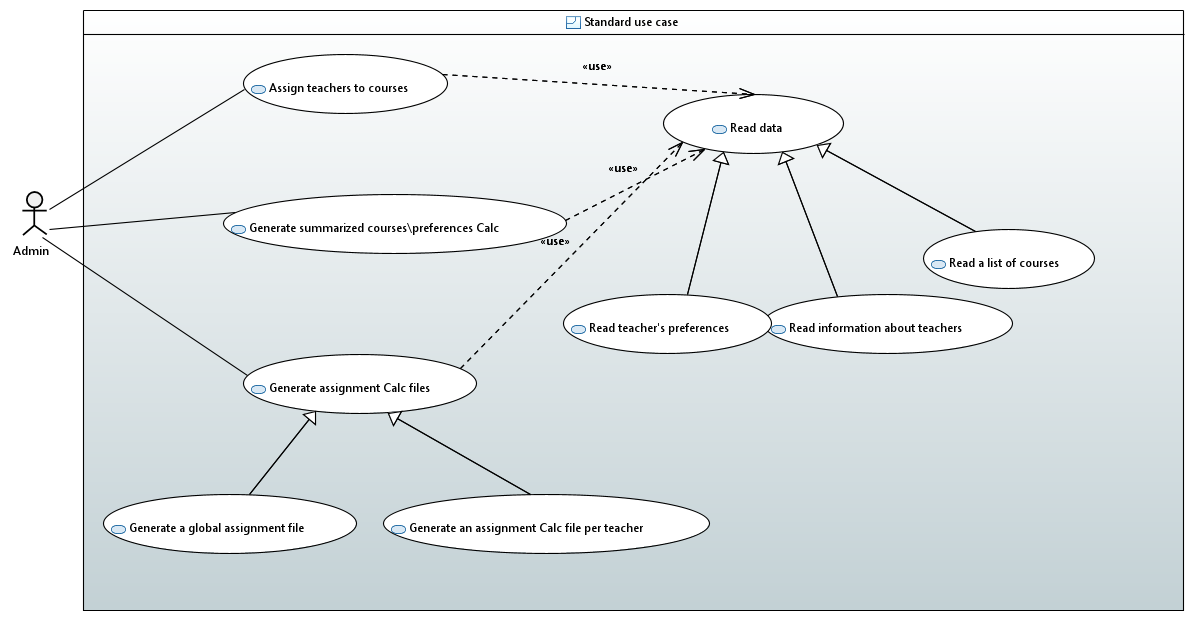 Standard use case
«use»
Assign teachers to courses
Read data
«use»
Generate summarized courses\preferences Calc
«use»
Admin
Read a list of courses
Read teacher's preferences
Read information about teachers
Generate assignment Calc files
Generate a global assignment file
Generate an assignment Calc file per teacher